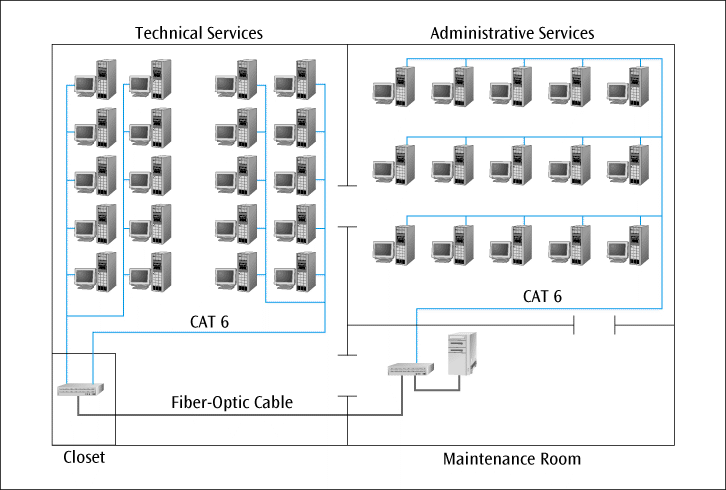 Technical Services
Administrative Services
CAT 6
CAT 6
Fiber-Optic Cable
Closet
Maintenance Room